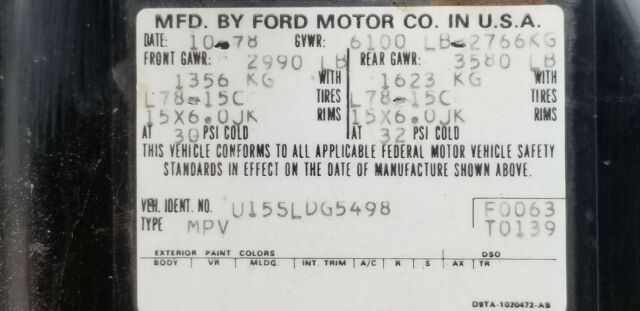 MFD. BY FORD MOTOR CO. IN U.S.A.
DATE: 10-78 GVWR: 6100 LB-2766KG
FRONT GAWR: 2990 LB REAR GAWR: 3580 LB
1356 KG WITH 1623 KG WITH
L78-15C TIRES L78-15C TIRES
15X6.0JK RIMS 15X6.0JK RIMS
AT 30 PSI COLD AT 32 PSI COLD
THIS VEHICLE CONFORMS TO ALL APPLICABLE FEDERAL MOTOR VEHICLE SAFETY
STANDARDS IN EFFECT ON THE DATE OF MANUFACTURE SHOWN ABOVE.
VEH. IDENT. NO. U15SLDG5498 F0063
TYPE MPV T0139
EXTERIOR PAINT COLORS DSO
BODY VR MLDG. INT. TRIM A/C R S AX TR
D9TA-1020472-AB